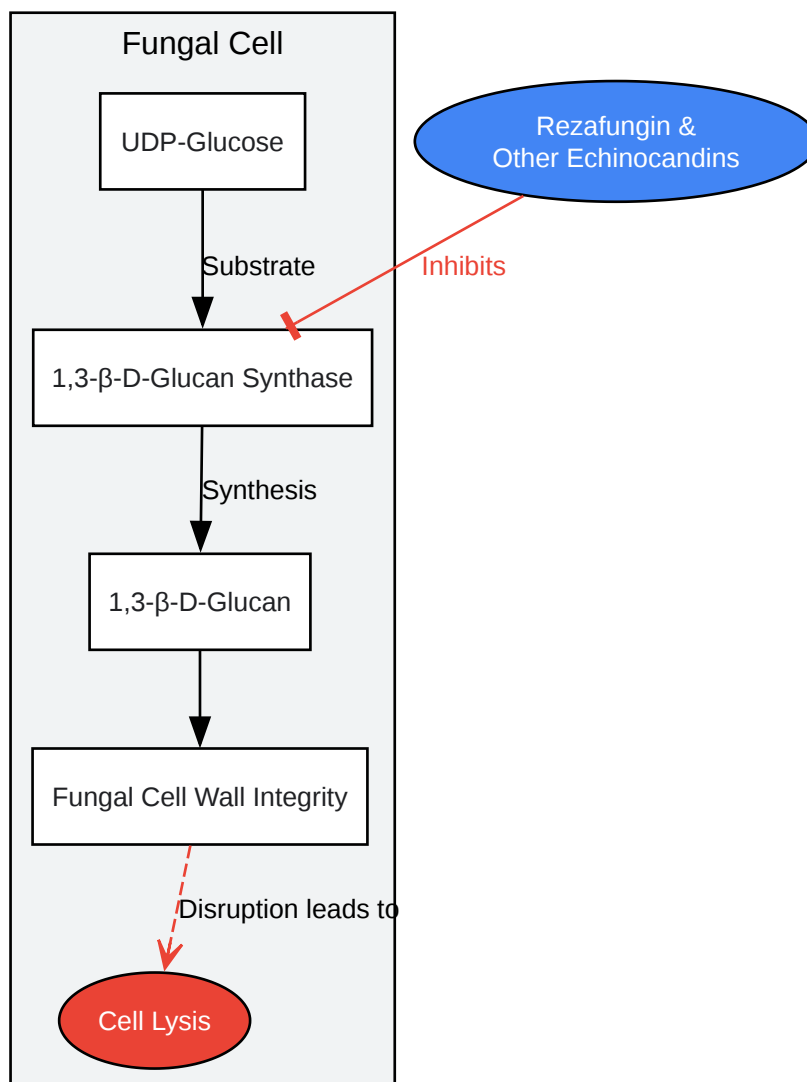 Fungal Cell
UDP-Glucose
Rezafungin &
Other Echinocandins
Substrate
Inhibits
1,3-β-D-Glucan Synthase
Synthesis
1,3-β-D-Glucan
Fungal Cell Wall Integrity
Disruption leads to
Cell Lysis